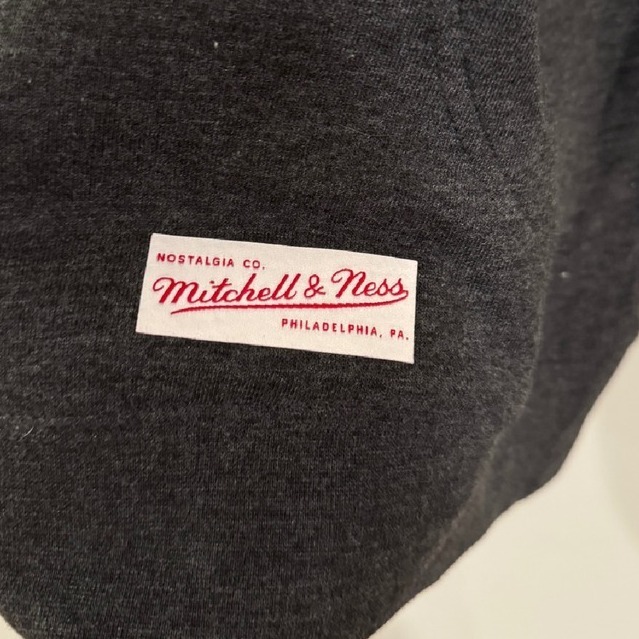 NOSTALGIA CO.
Mitchell & Ness
PHILADELPHIA, PA.